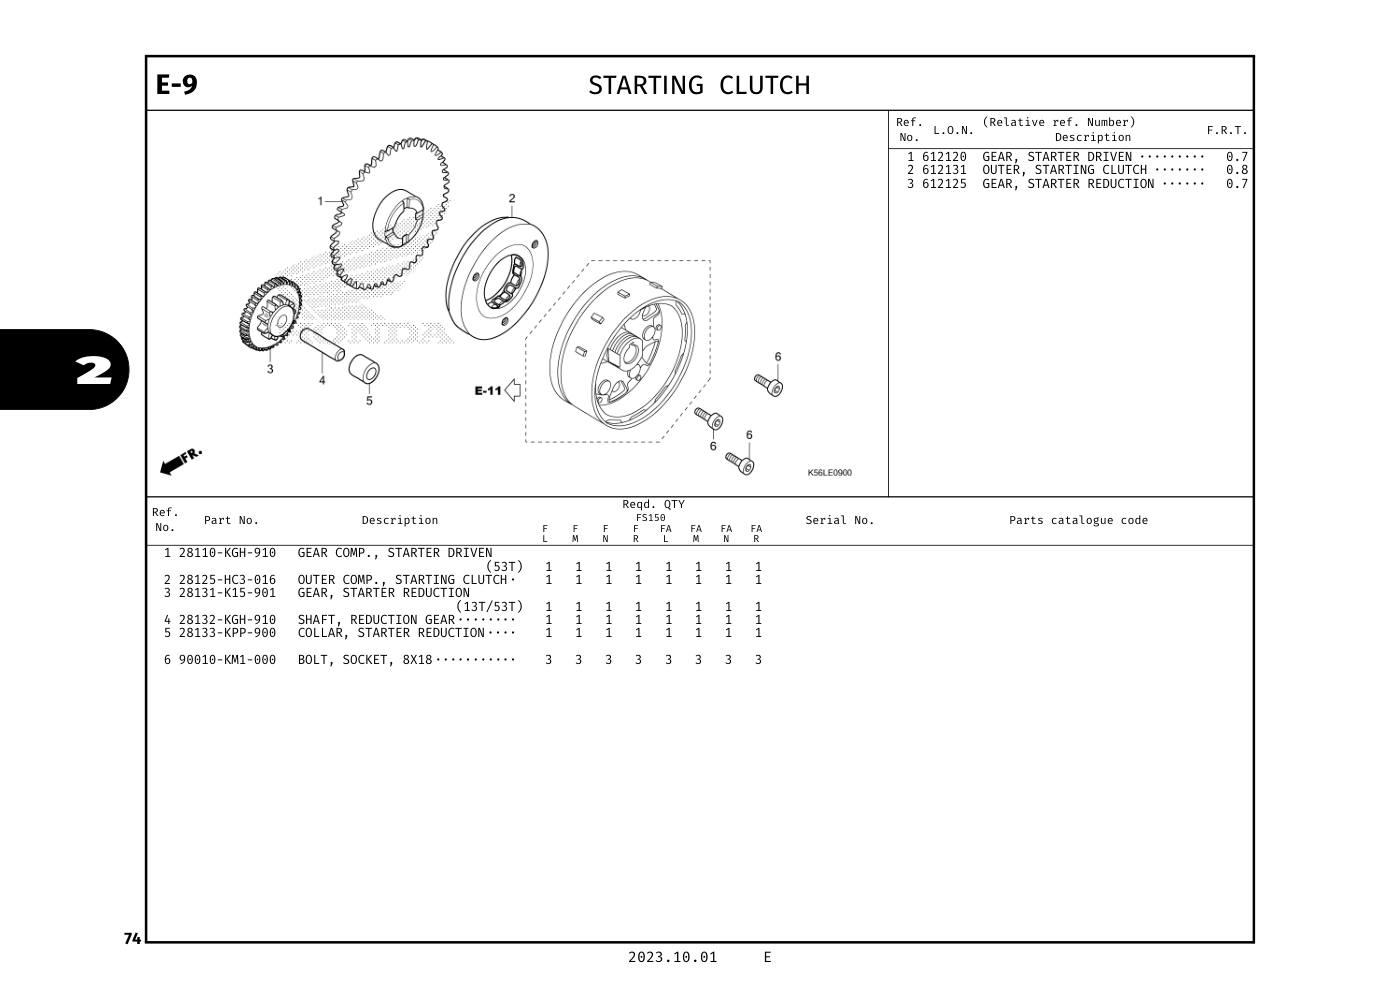 E-9
STARTING CLUTCH
Ref. No. L.O.N. (Relative ref. Number) Description F.R.T.
1 612120 GEAR, STARTER DRIVEN ········· 0.7
2 612131 OUTER, STARTING CLUTCH ······· 0.8
3 612125 GEAR, STARTER REDUCTION ······ 0.7
1
2
HONDA
3
4
5
E-11
6
6
6
FR.
K56LE0900
2
Reqd. QTY
FS150
Ref. No. Part No. Description F L F M F N F R FA L FA M FA N FA R Serial No. Parts catalogue code
1 28110-KGH-910 GEAR COMP., STARTER DRIVEN
(53T) 1 1 1 1 1 1 1 1
2 28125-HC3-016 OUTER COMP., STARTING CLUTCH· 1 1 1 1 1 1 1 1
3 28131-K15-901 GEAR, STARTER REDUCTION
(13T/53T) 1 1 1 1 1 1 1 1
4 28132-KGH-910 SHAFT, REDUCTION GEAR········ 1 1 1 1 1 1 1 1
5 28133-KPP-900 COLLAR, STARTER REDUCTION···· 1 1 1 1 1 1 1 1
6 90010-KM1-000 BOLT, SOCKET, 8X18··········· 3 3 3 3 3 3 3 3
74
2023.10.01 E